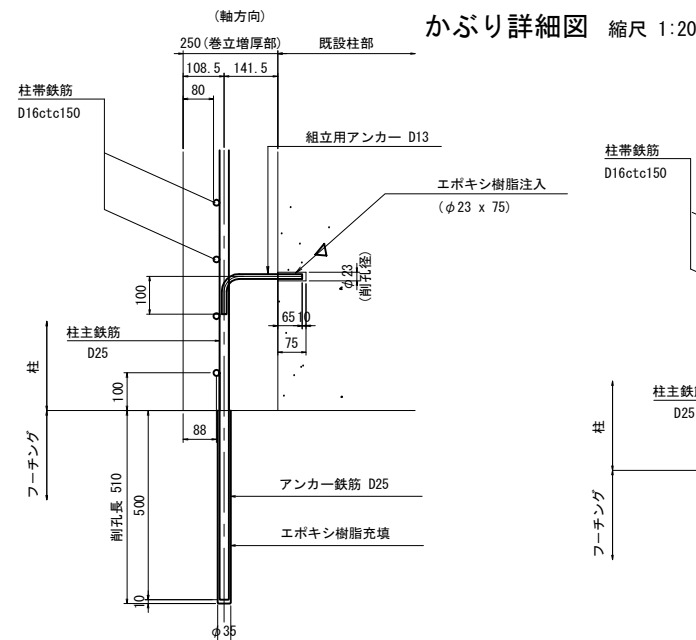 かぶり詳細図 縮尺 1:20
(軸方向)
250(巻立増厚部) 既設柱部
108.5 141.5
80
柱帯鉄筋
D16ctc150
組立用アンカー D13
エポキシ樹脂注入
(φ23 x 75)
φ23
(削孔径)
100
65 10
75
柱主鉄筋
D25
100
柱
フーチング
88
削孔長 510
500
アンカー鉄筋 D25
エポキシ樹脂充填
10
φ35
柱帯鉄筋
D16ctc150
柱主鉄
D25
柱
フーチング